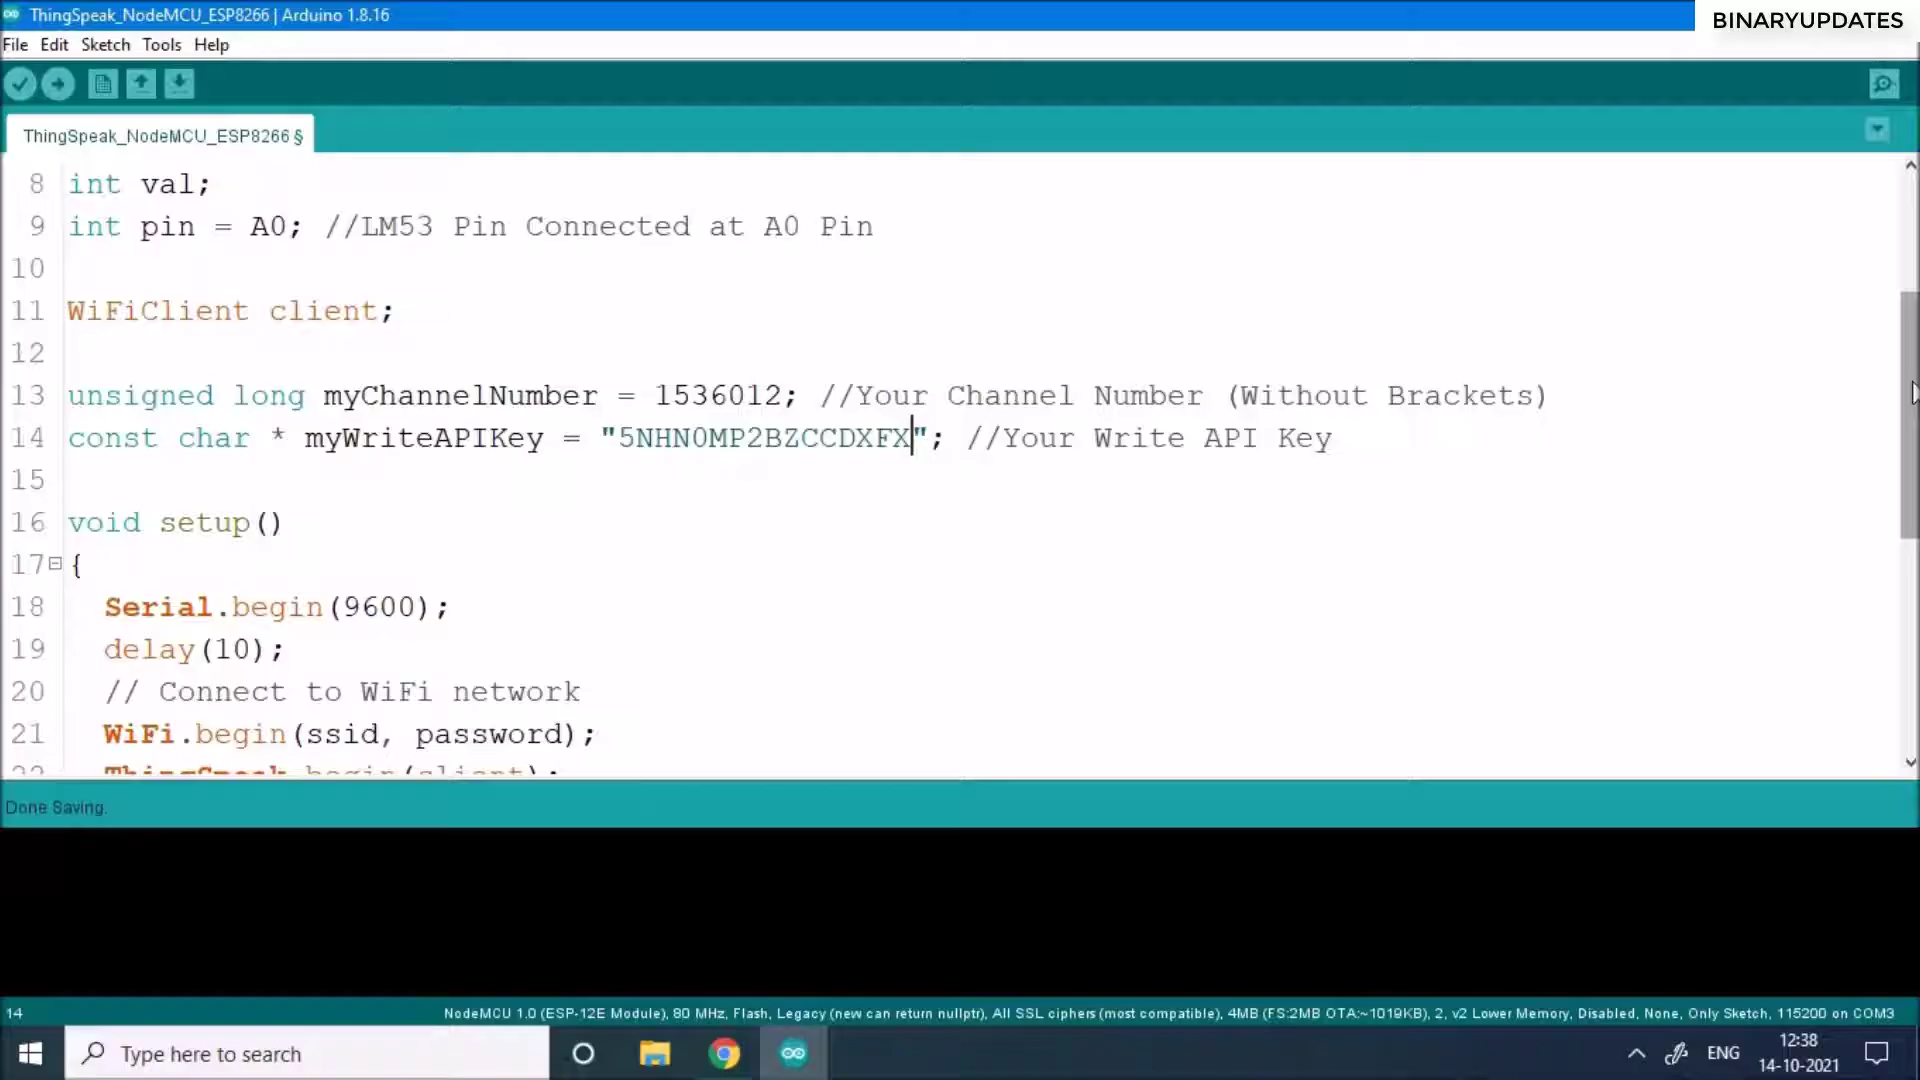 ThingSpeak_NodeMCU_ESP8266 | Arduino 1.8.16
BINARYUPDATES
File Edit Sketch Tools Help
ThingSpeak_NodeMCU_ESP8266 §
8 int val;
9 int pin = A0; //LM53 Pin Connected at A0 Pin
10
11 WiFiClient client;
12
13 unsigned long myChannelNumber = 1536012; //Your Channel Number (Without Brackets)
14 const char * myWriteAPIKey = "5NHN0MP2BZCCDXFX"; //Your Write API Key
15
16 void setup()
17 {
18 Serial.begin(9600);
19 delay(10);
20 // Connect to WiFi network
21 WiFi.begin(ssid, password);
22 ThingSpeak.begin(client);
Done Saving.
14 NodeMCU 1.0 (ESP-12E Module), 80 MHz, Flash, Legacy (new can return nullptr), All SSL ciphers (most compatible), 4MB (FS:2MB OTA:~1019KB), 2, v2 Lower Memory, Disabled, None, Only Sketch, 115200 on COM3
Type here to search
ENG
12:38
14-10-2021